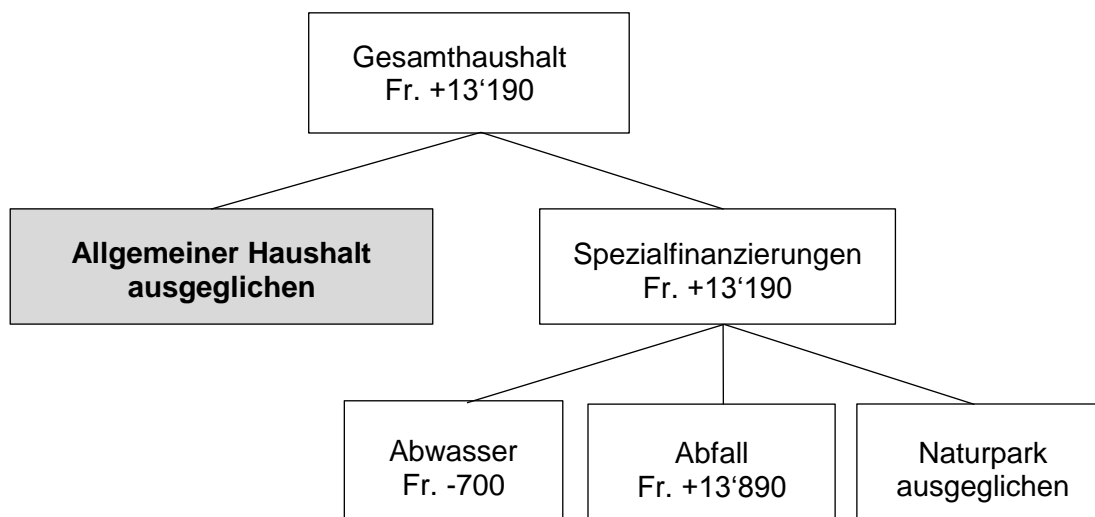 Gesamthaushalt
Fr. +13‘190
Allgemeiner Haushalt
ausgeglichen
Spezialfinanzierungen
Fr. +13‘190
Abwasser
Fr. -700
Abfall
Fr. +13‘890
Naturpark
ausgeglichen